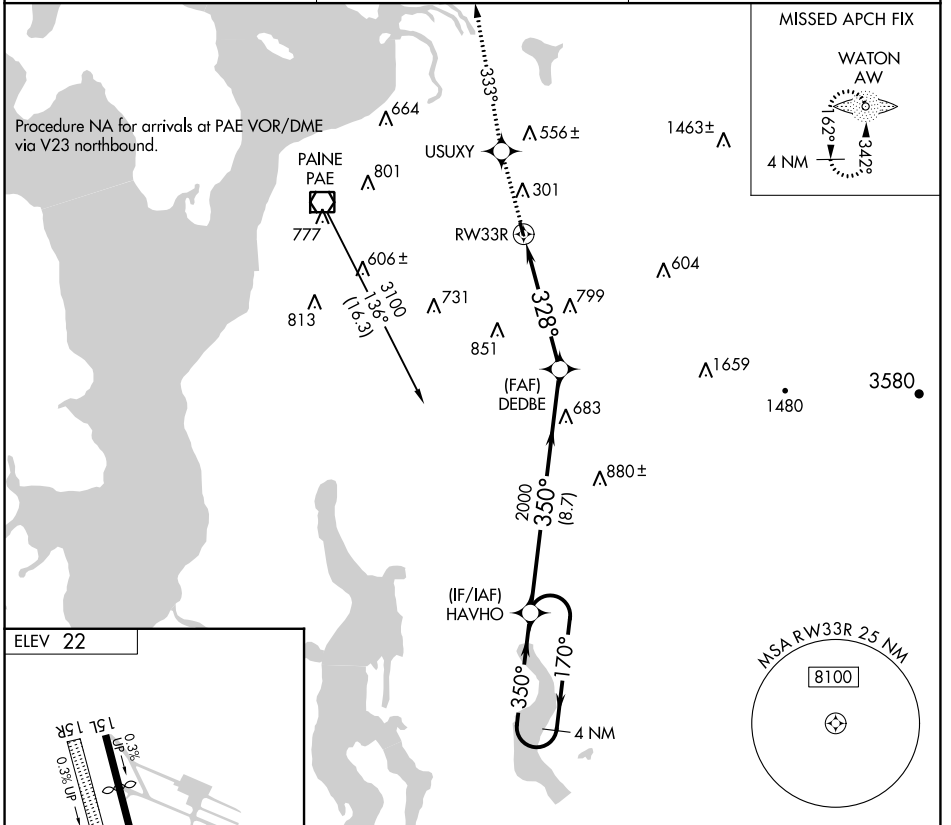 MISSED APCH FIX
WATON
AW
162°
342°
4 NM
333°
664
556±
1463±
Procedure NA for arrivals at PAE VOR/DME
via V23 northbound.
USUXY
PAINE
PAE
801
301
777
RW33R
606±
604
3100
136°
(16.3)
813
731
328°
799
851
1659
3580
(FAF)
DEDBE
1480
683
880±
2000
350°
(8.7)
(IF/IAF)
HAVHO
350°
170°
4 NM
MSA RW33R 25 NM
8100
ELEV 22
15R
15L
0.3%
UP
0.3% UP